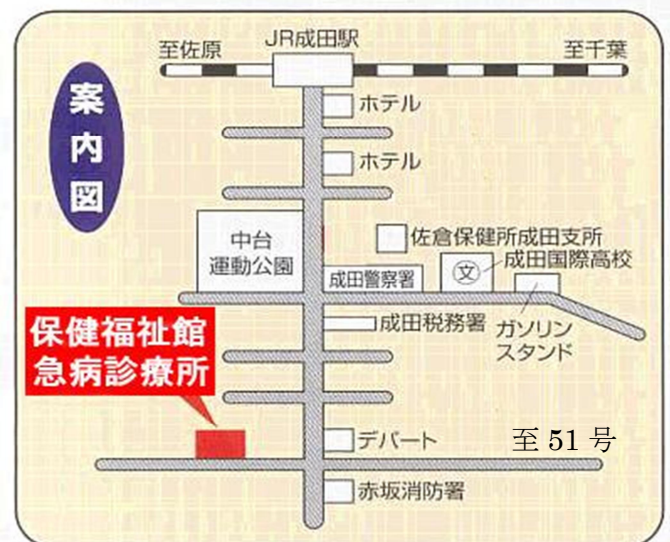 JR成田駅
至佐原
至千葉
案内図
ホテル
ホテル
中台
運動公園
佐倉保健所成田支所
成田国際高校
成田警察署
文
成田税務署
ガソリン
スタンド
保健福祉館
急病診療所
デパート
至51号
赤坂消防署